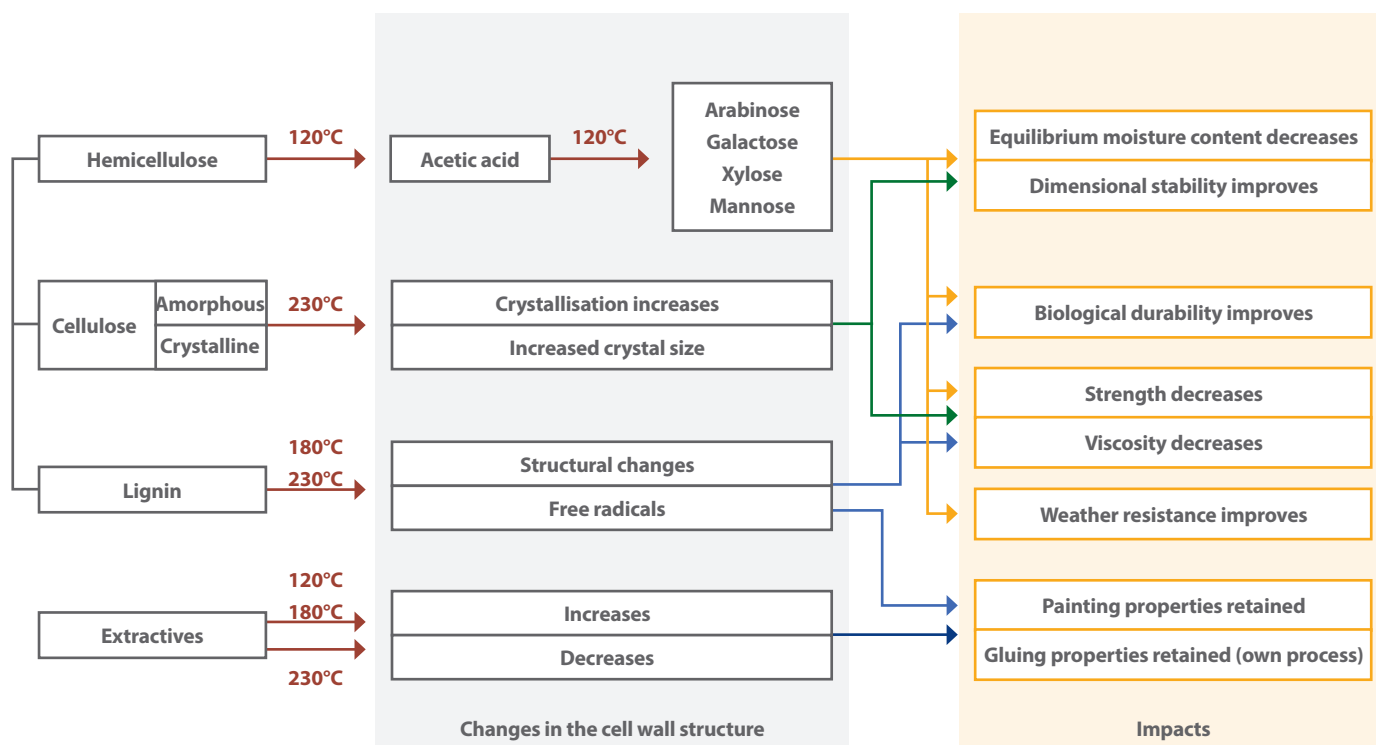 Hemicellulose
120°C
Acetic acid
120°C
Arabinose
Galactose
Xylose
Mannose
Equilibrium moisture content decreases
Dimensional stability improves
Cellulose
Amorphous
Crystalline
230°C
Crystallisation increases
Increased crystal size
Biological durability improves
Strength decreases
Viscosity decreases
Lignin
180°C
230°C
Structural changes
Free radicals
Weather resistance improves
Extractives
120°C
180°C
230°C
Increases
Decreases
Painting properties retained
Gluing properties retained (own process)
Changes in the cell wall structure
Impacts